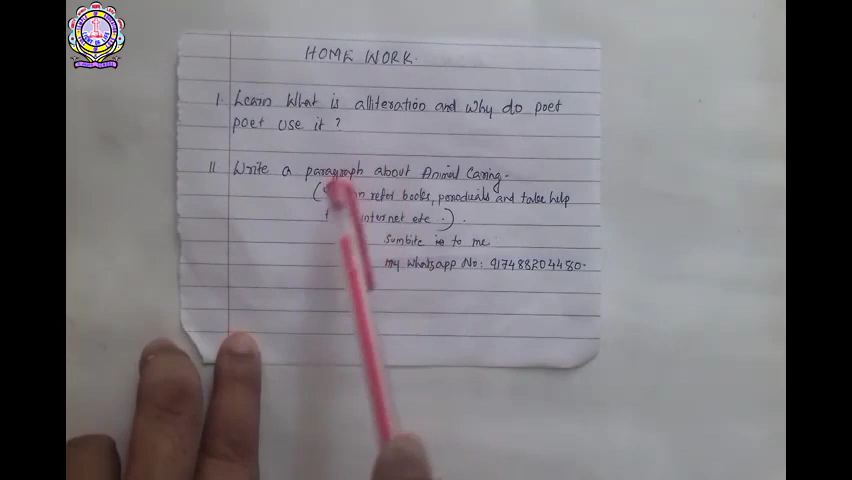 HOME WORK.
I. Learn What is alliteration and why do poet
poet use it ?
II Write a paragraph about Animal Caring.
refer books, periodicals and take help
internet etc.).
Sumbite to me
my whatsapp No: 917488204480.